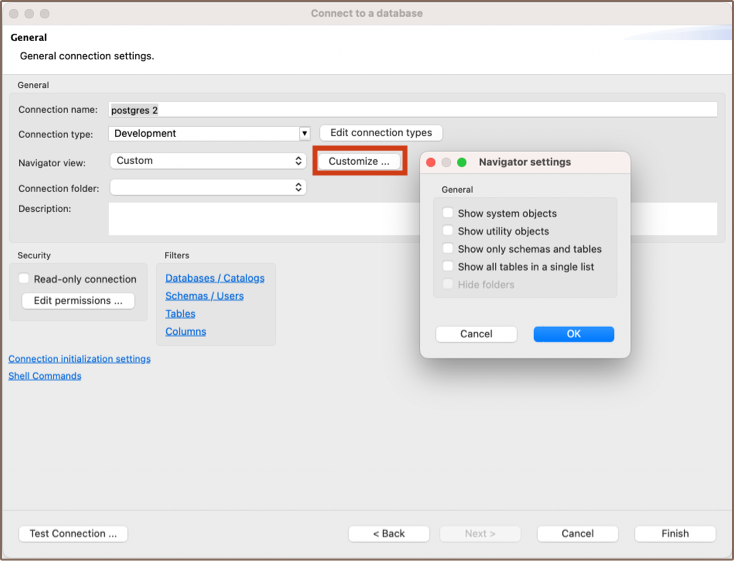 Connect to a database
General
General connection settings.
General
Connection name: postgres 2
Connection type: Development Edit connection types
Navigator view: Custom Customize ...
Connection folder:
Description:
Navigator settings
General
Show system objects
Show utility objects
Show only schemas and tables
Show all tables in a single list
Hide folders
Cancel OK
Security
Read-only connection
Edit permissions ...
Filters
Databases / Catalogs
Schemas / Users
Tables
Columns
Connection initialization settings
Shell Commands
Test Connection ... < Back Next > Cancel Finish